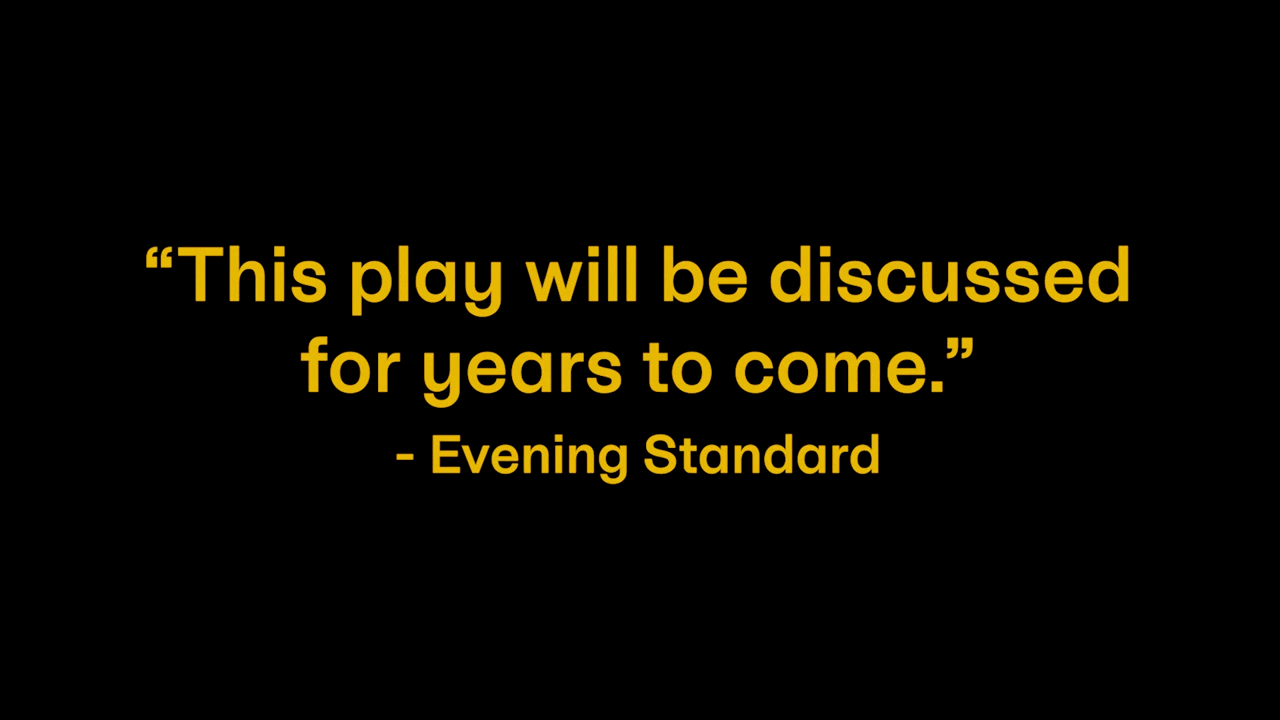 “This play will be discussed
for years to come.”
- Evening Standard